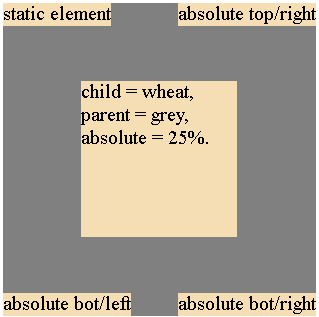 static element
absolute top/right
child = wheat,
parent = grey,
absolute = 25%.
absolute bot/left
absolute bot/right